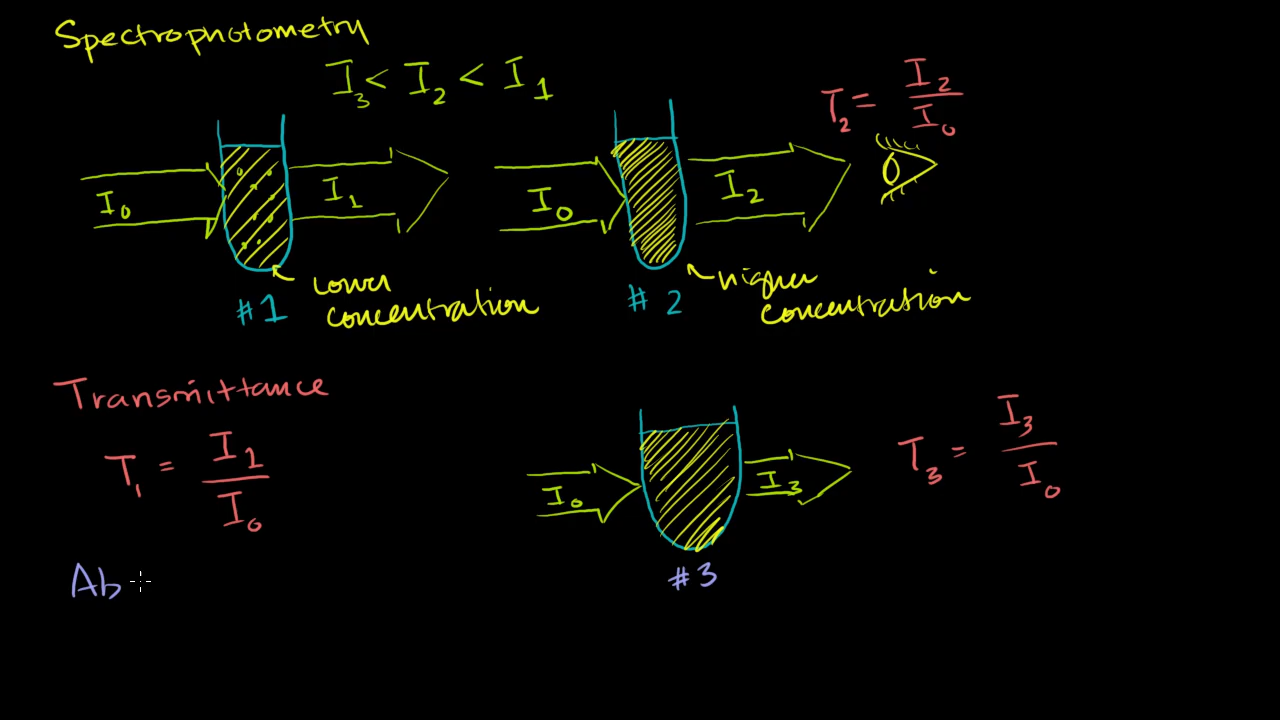 Spectrophotometry
I₃ < I₂ < I₁
T₂ = I₂/I₀
I₀
I₁
I₀
I₂
#1
Lower
concentration
#2
higher
concentration
Transmittance
T₁ = I₁/I₀
I₀
I₃
T₃ = I₃/I₀
#3
Ab